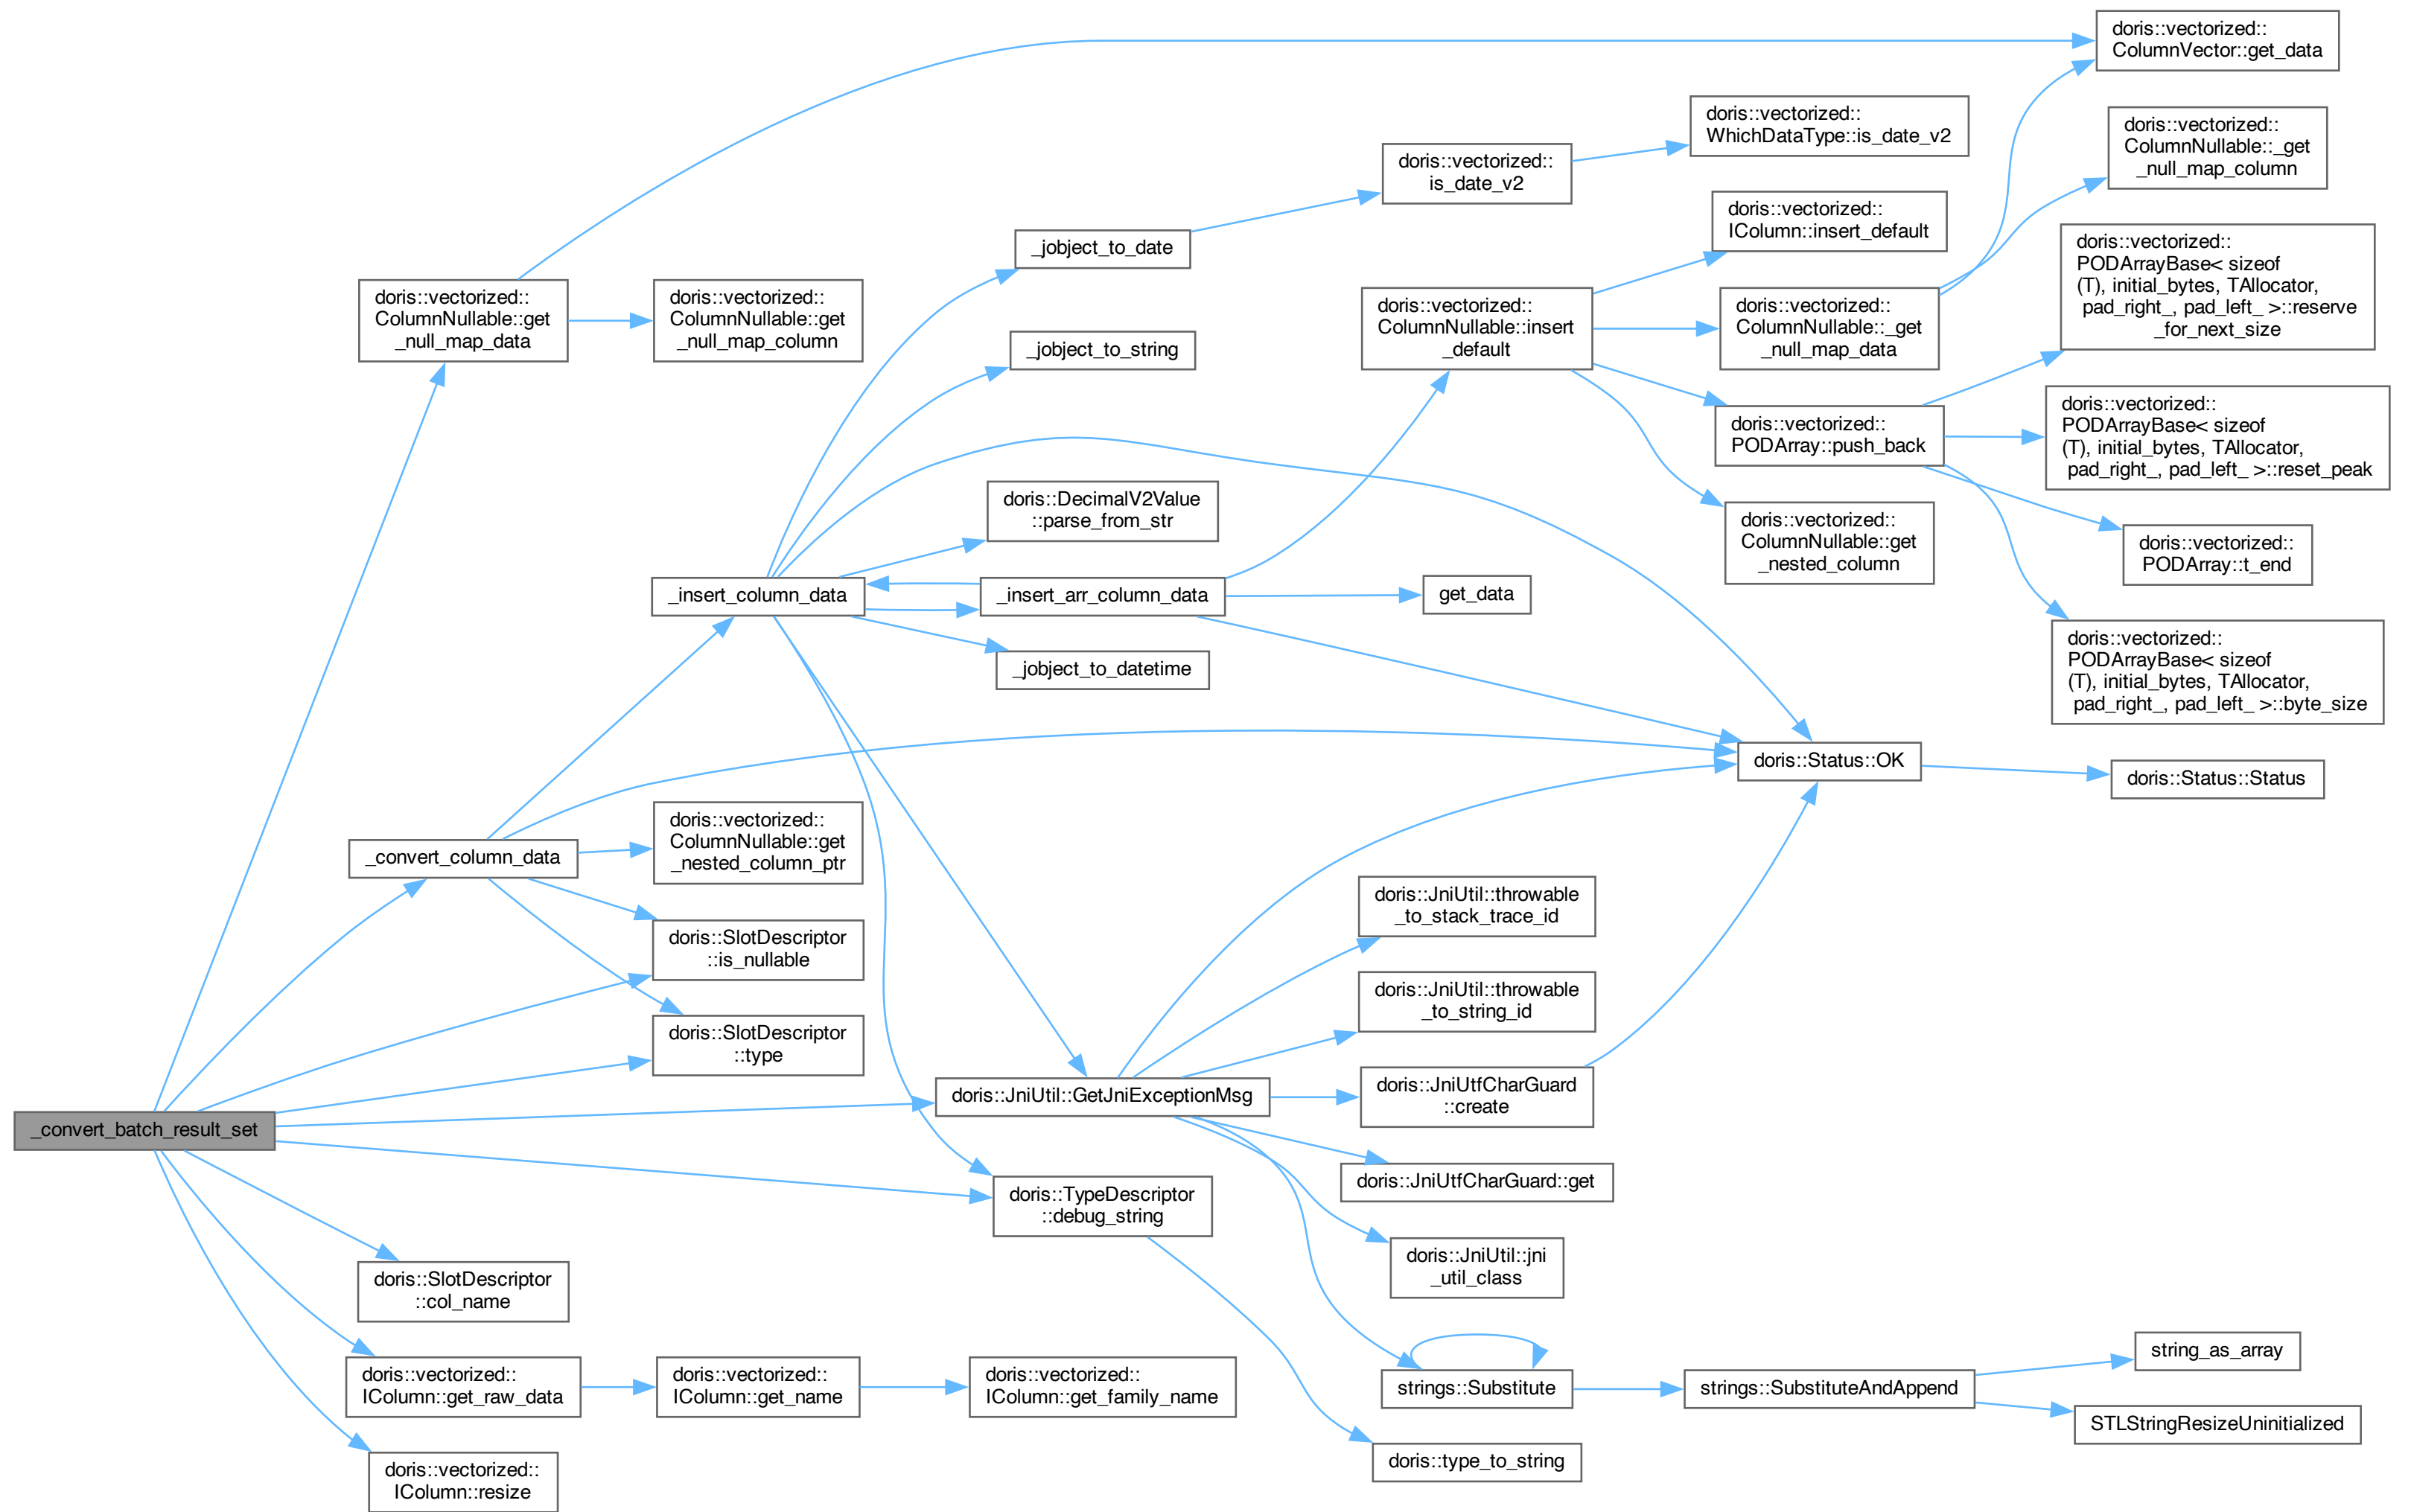 _convert_batch_result_set
doris::vectorized::
ColumnNullable::get
_null_map_data
_convert_column_data
doris::SlotDescriptor
::col_name
doris::vectorized::
IColumn::get_raw_data
doris::vectorized::
IColumn::resize
doris::vectorized::
ColumnNullable::get
_null_map_column
_insert_column_data
doris::vectorized::
ColumnNullable::get
_nested_column_ptr
doris::SlotDescriptor
::is_nullable
doris::SlotDescriptor
::type
doris::vectorized::
IColumn::get_name
_jobject_to_date
_jobject_to_string
doris::DecimalV2Value
::parse_from_str
_insert_arr_column_data
_jobject_to_datetime
doris::JniUtil::GetJniExceptionMsg
doris::TypeDescriptor
::debug_string
doris::vectorized::
IColumn::get_family_name
doris::vectorized::
is_date_v2
doris::vectorized::
ColumnNullable::insert
_default
get_data
doris::JniUtil::throwable
_to_stack_trace_id
doris::JniUtil::throwable
_to_string_id
doris::JniUtfCharGuard
::create
doris::JniUtfCharGuard::get
doris::JniUtil::jni
_util_class
strings::Substitute
doris::type_to_string
doris::vectorized::
WhichDataType::is_date_v2
doris::vectorized::
IColumn::insert_default
doris::vectorized::
ColumnNullable::_get
_null_map_data
doris::vectorized::
PODArray::push_back
doris::vectorized::
ColumnNullable::get
_nested_column
doris::Status::OK
strings::SubstituteAndAppend
doris::vectorized::
ColumnVector::get_data
doris::vectorized::
ColumnNullable::_get
_null_map_column
doris::vectorized::
PODArrayBase< sizeof
(T), initial_bytes, TAllocator,
pad_right_, pad_left_ >::reserve
_for_next_size
doris::vectorized::
PODArrayBase< sizeof
(T), initial_bytes, TAllocator,
pad_right_, pad_left_ >::reset_peak
doris::vectorized::
PODArray::t_end
doris::vectorized::
PODArrayBase< sizeof
(T), initial_bytes, TAllocator,
pad_right_, pad_left_ >::byte_size
doris::Status::Status
string_as_array
STLStringResizeUninitialized